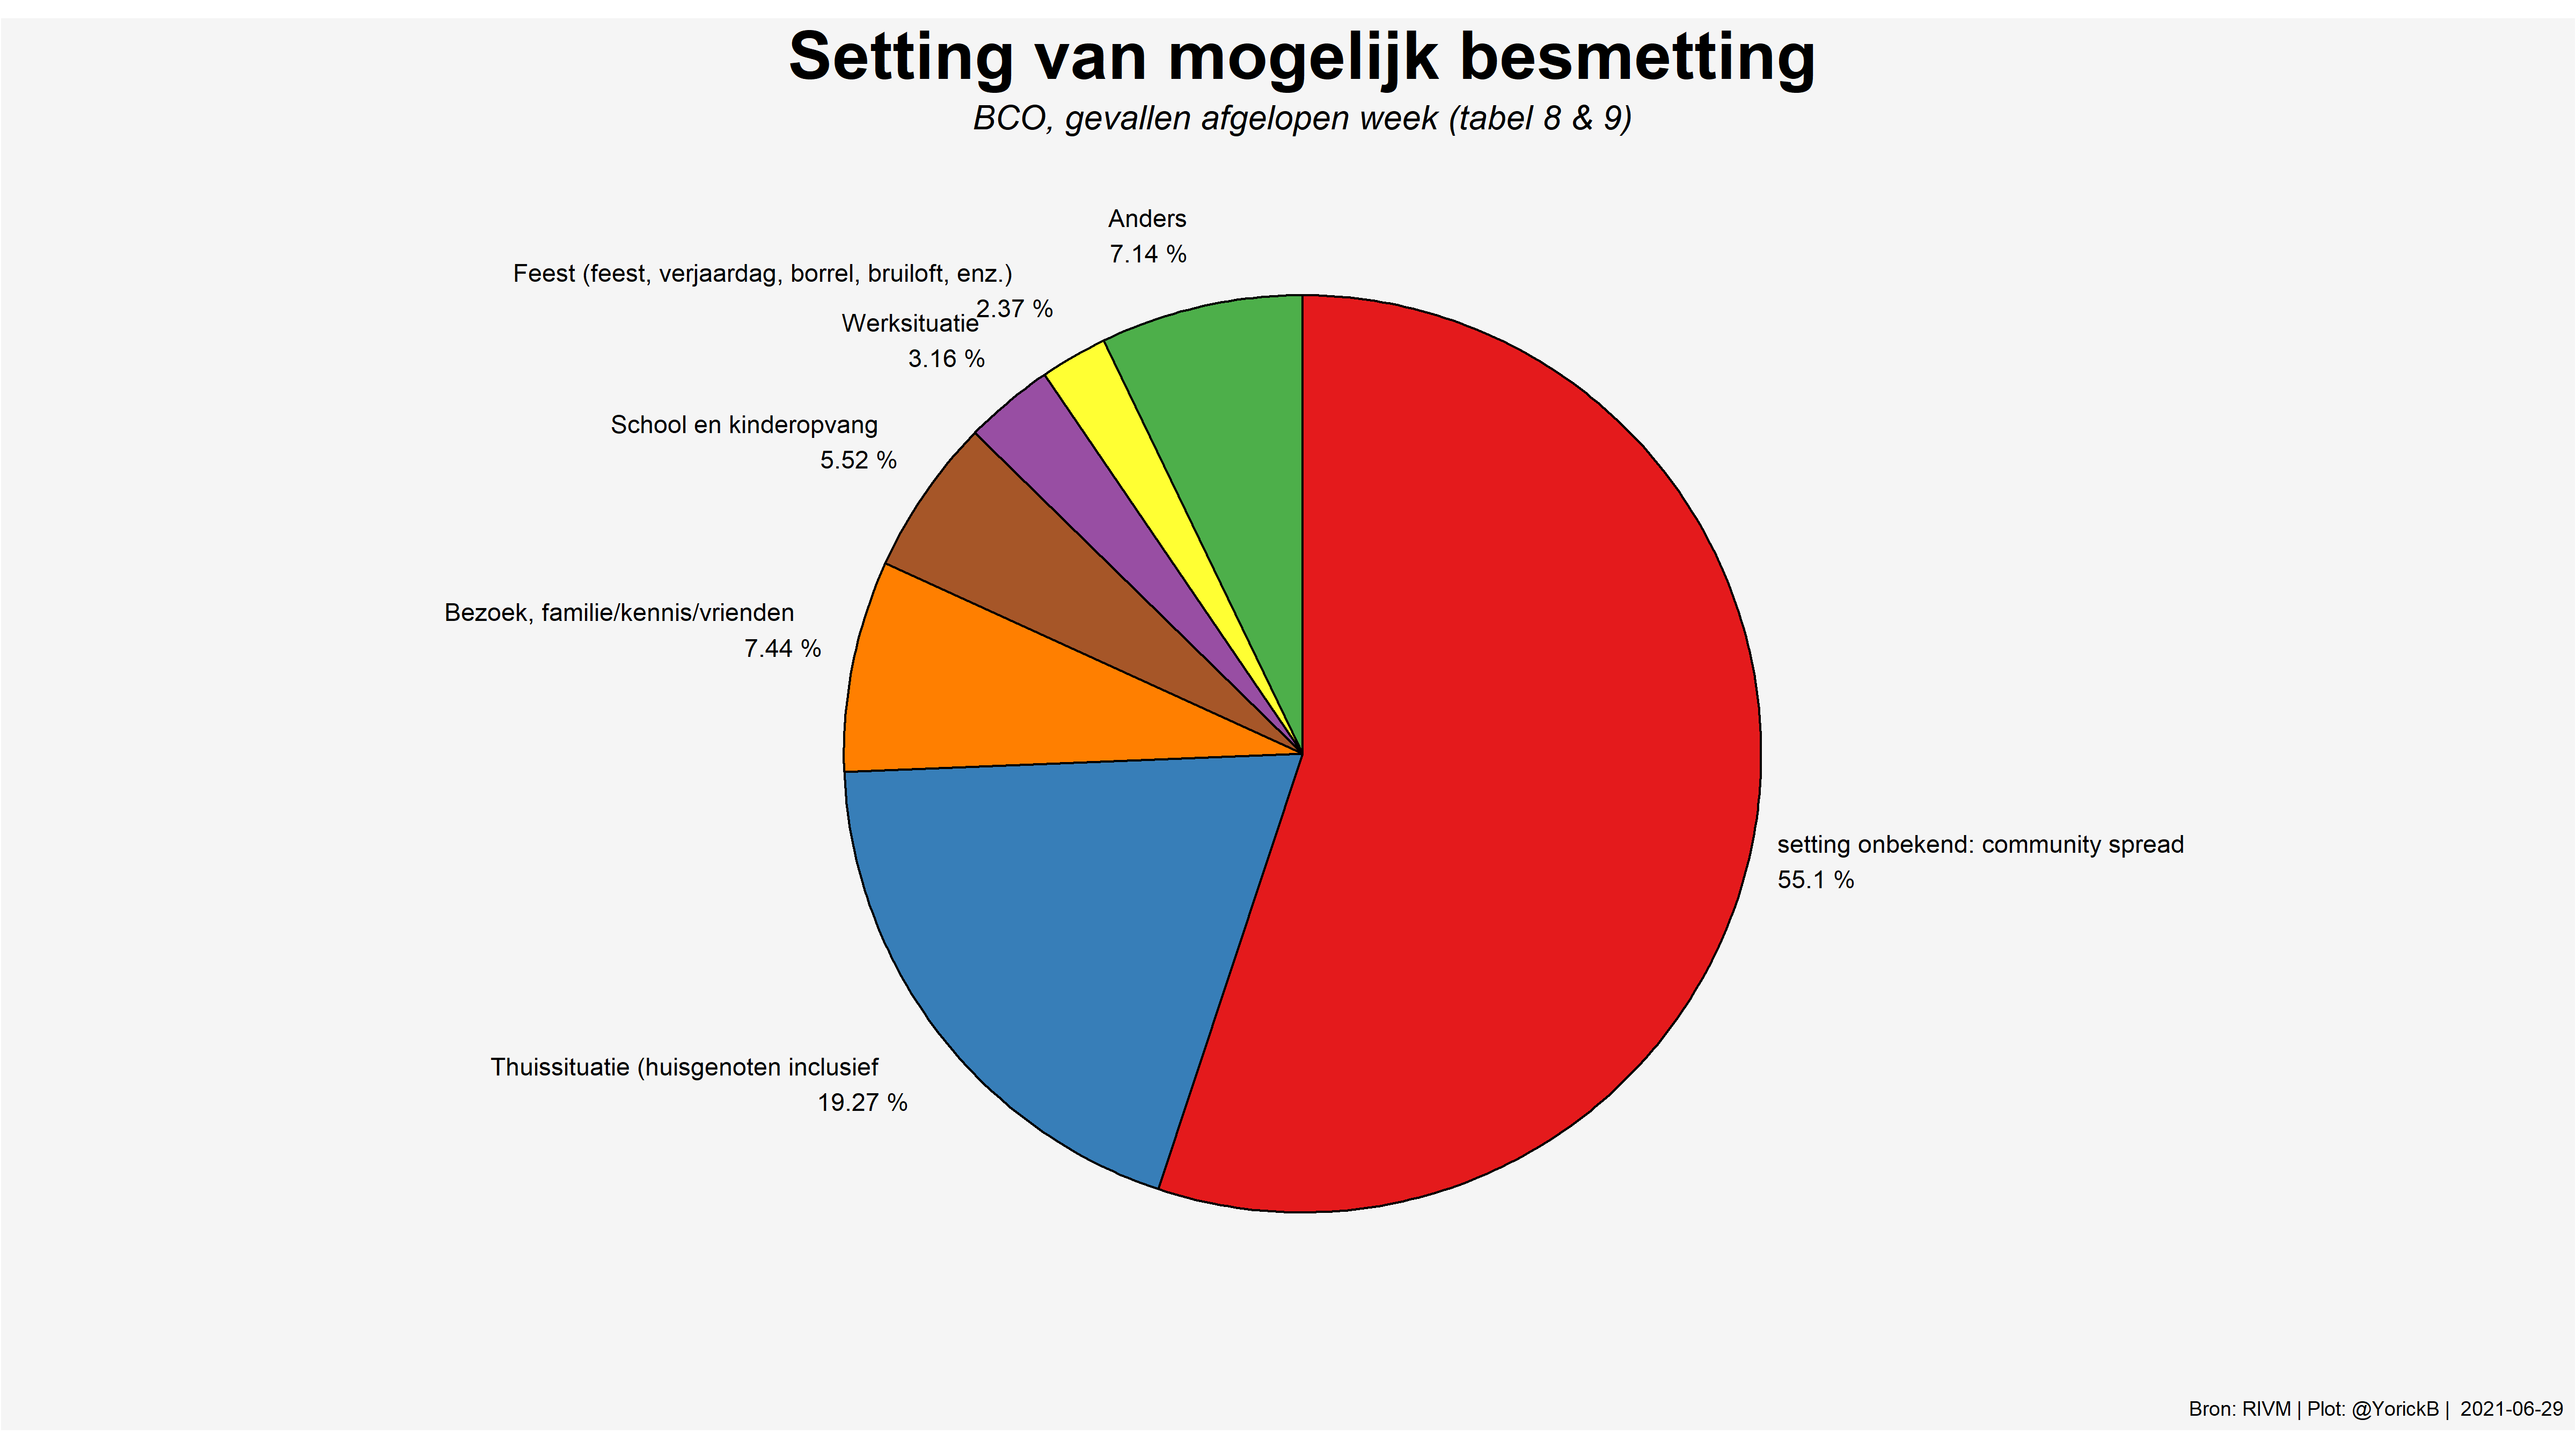 Setting van mogelijk besmetting
BCO, gevallen afgelopen week (tabel 8 & 9)
Anders
7.14 %
Feest (feest, verjaardag, borrel, bruiloft, enz.)
2.37 %
Werksituatie
3.16 %
School en kinderopvang
5.52 %
Bezoek, familie/kennis/vrienden
7.44 %
setting onbekend: community spread
55.1 %
Thuissituatie (huisgenoten inclusief
19.27 %
Bron: RIVM | Plot: @YorickB | 2021-06-29